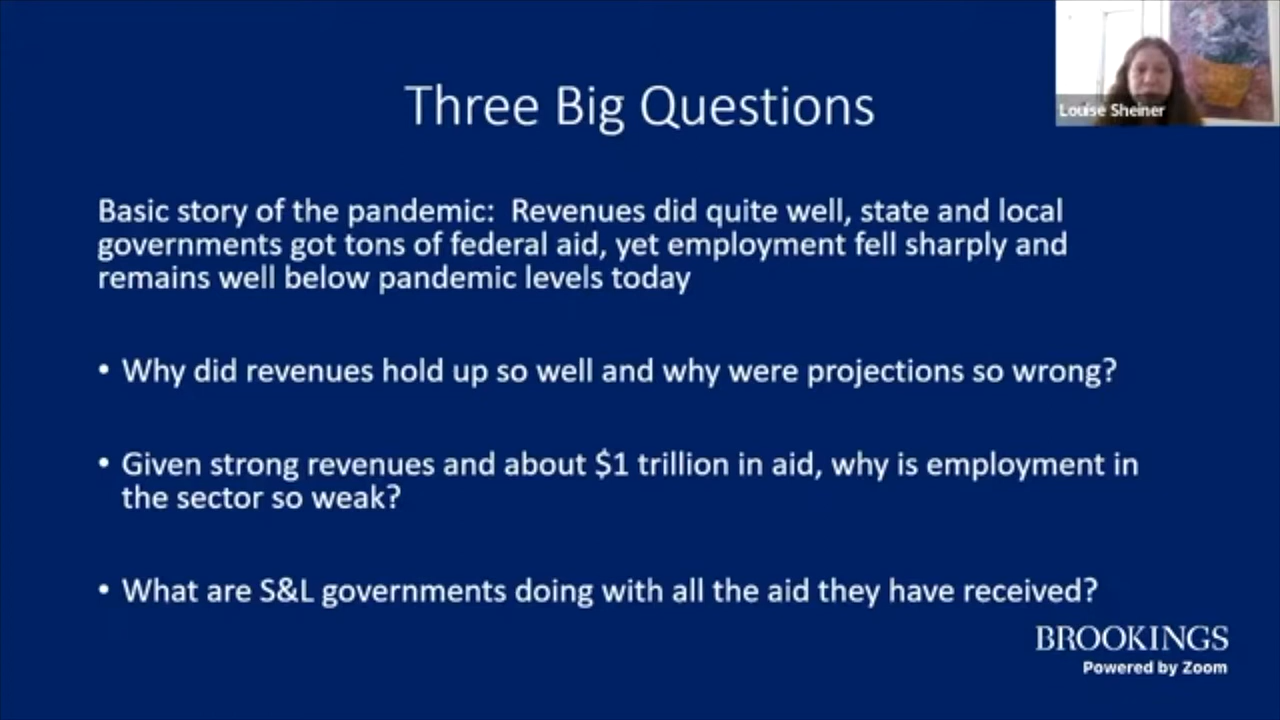 Three Big Questions
Louise Sheiner
Basic story of the pandemic:  Revenues did quite well, state and local
governments got tons of federal aid, yet employment fell sharply and
remains well below pandemic levels today
• Why did revenues hold up so well and why were projections so wrong?
• Given strong revenues and about $1 trillion in aid, why is employment in
the sector so weak?
• What are S&L governments doing with all the aid they have received?
BROOKINGS
Powered by Zoom